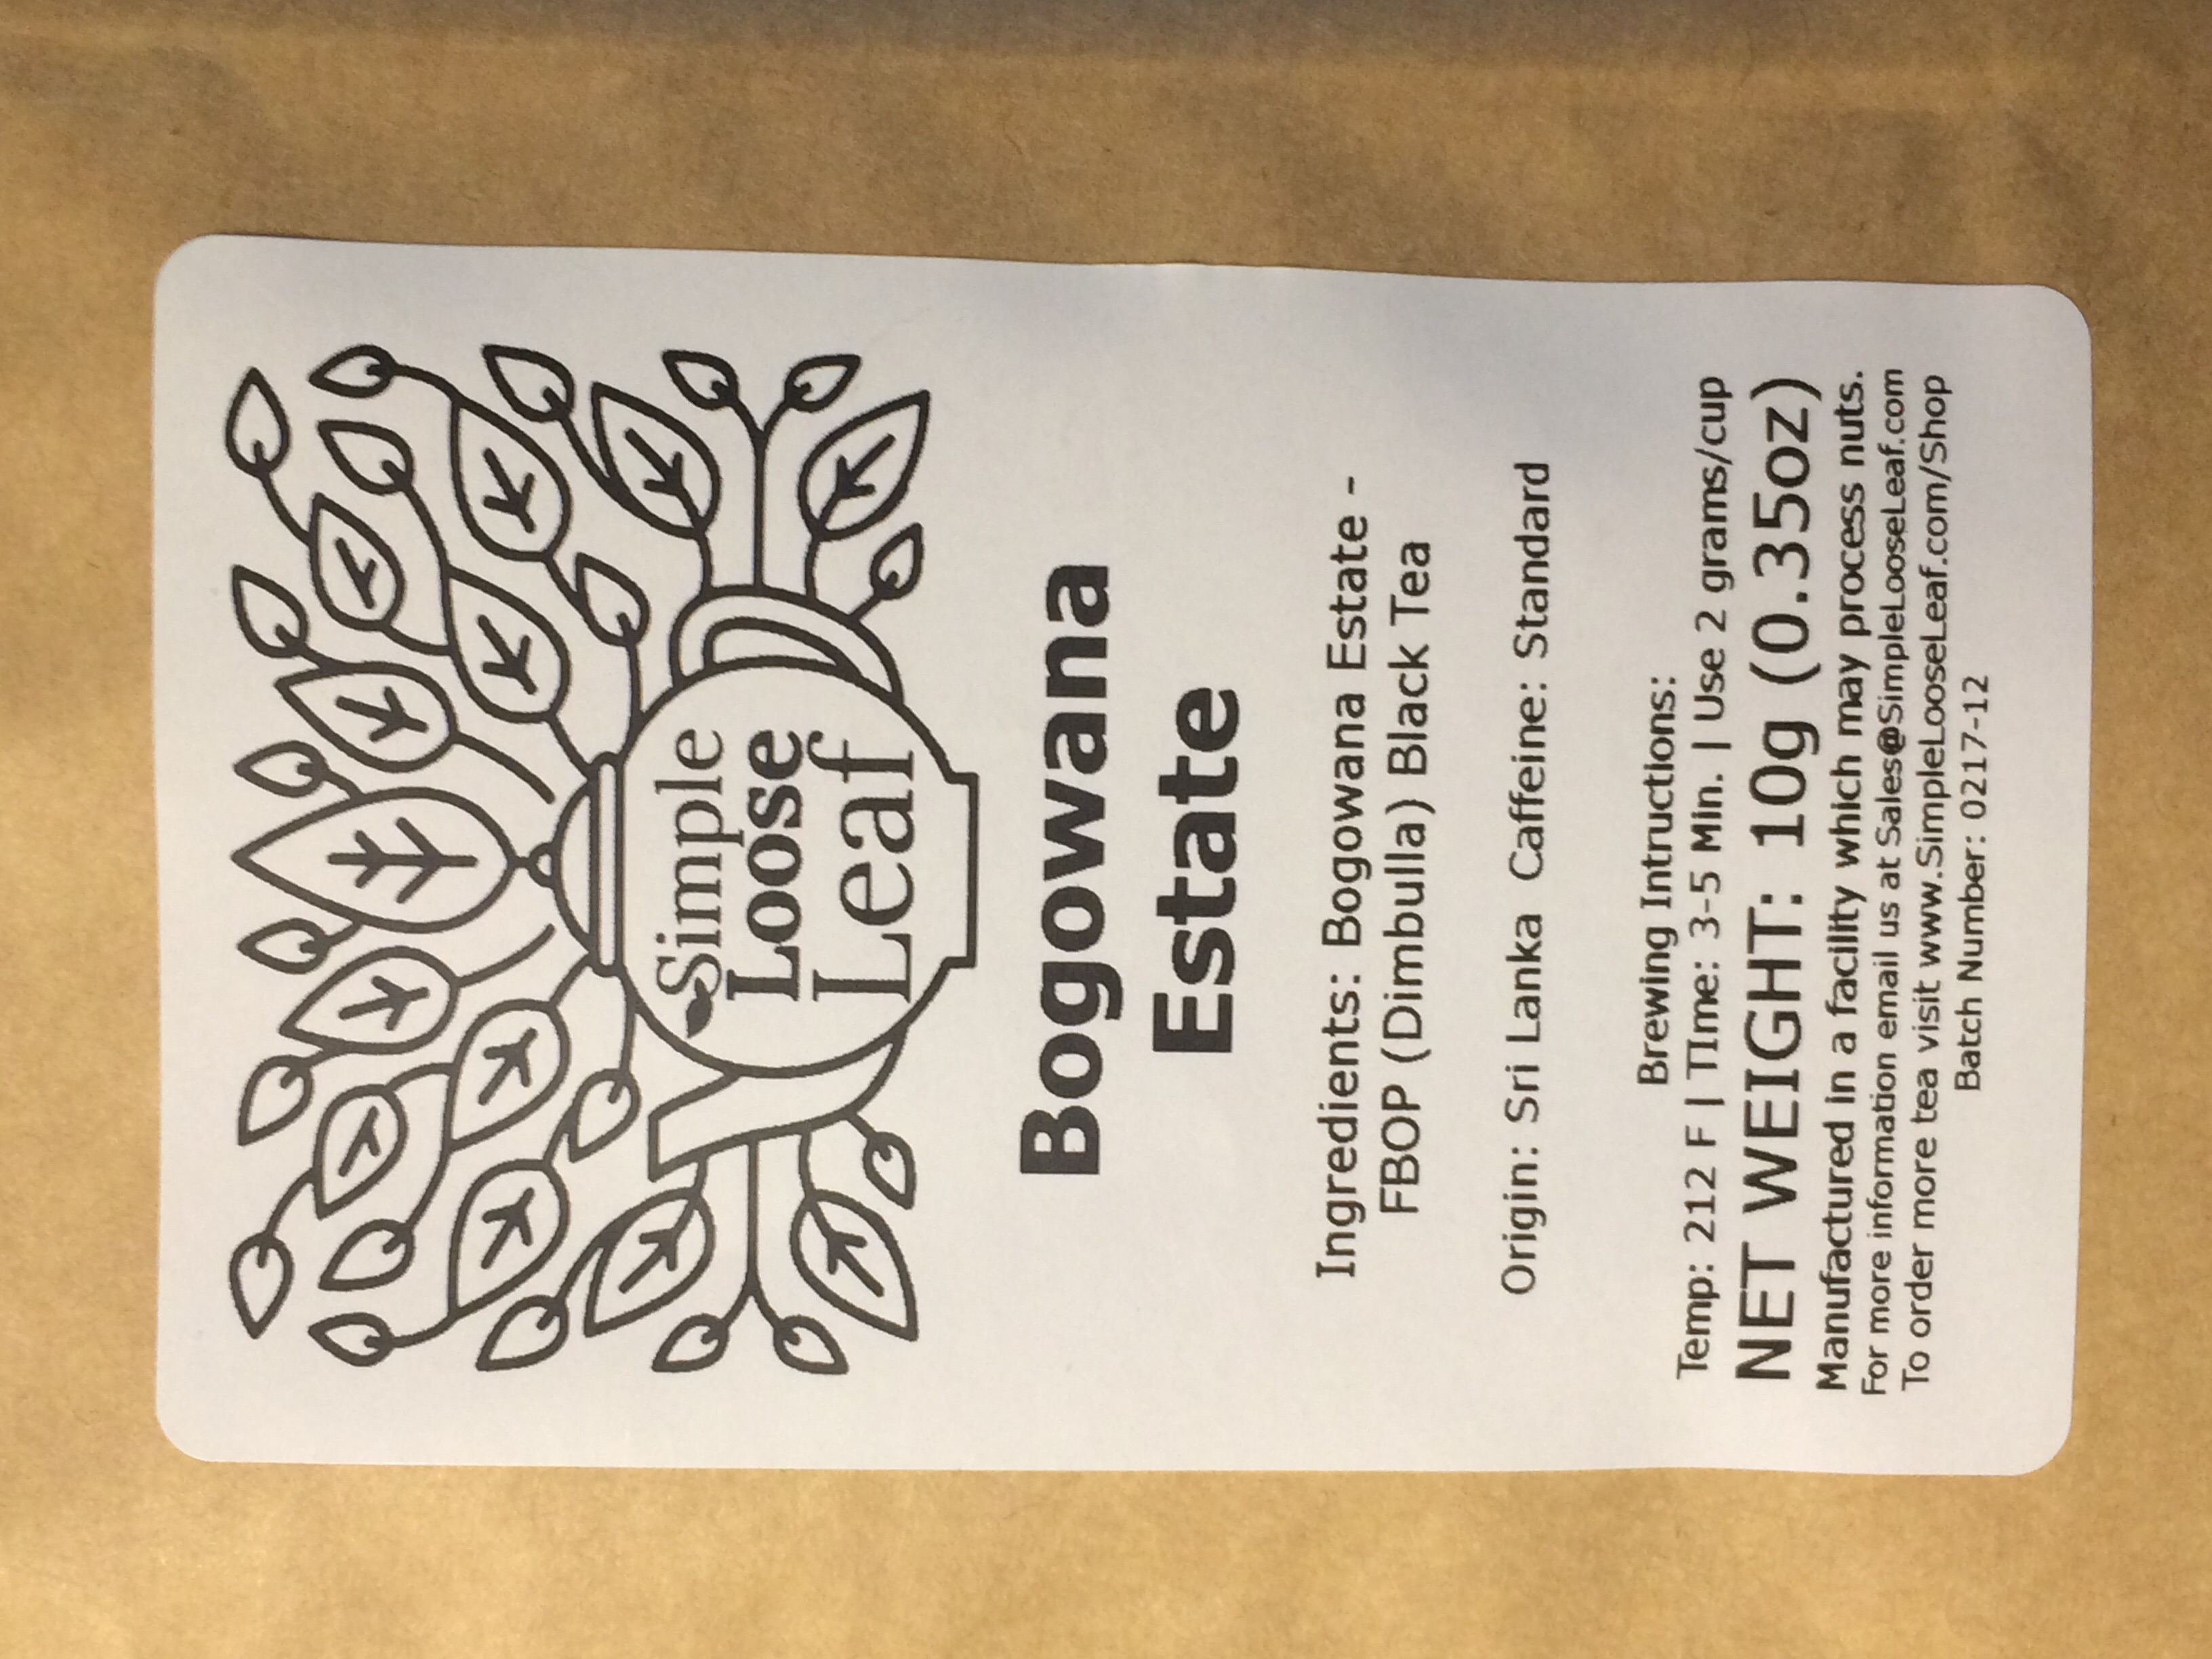 Simple
Loose
Leaf
Bogowana
Estate
Ingredients: Bogowana Estate -
FBOP (Dimbulla) Black Tea
Origin: Sri Lanka Caffeine: Standard
Brewing Intructions:
Temp: 212 F | TIme: 3-5 Min. | Use 2 grams/cup
NET WEIGHT: 10g (0.35oz)
Manufactured in a facility which may process nuts.
For more information email us at Sales@SimpleLooseLeaf.com
To order more tea visit www.SimpleLooseLeaf.com/Shop
Batch Number: 0217-12